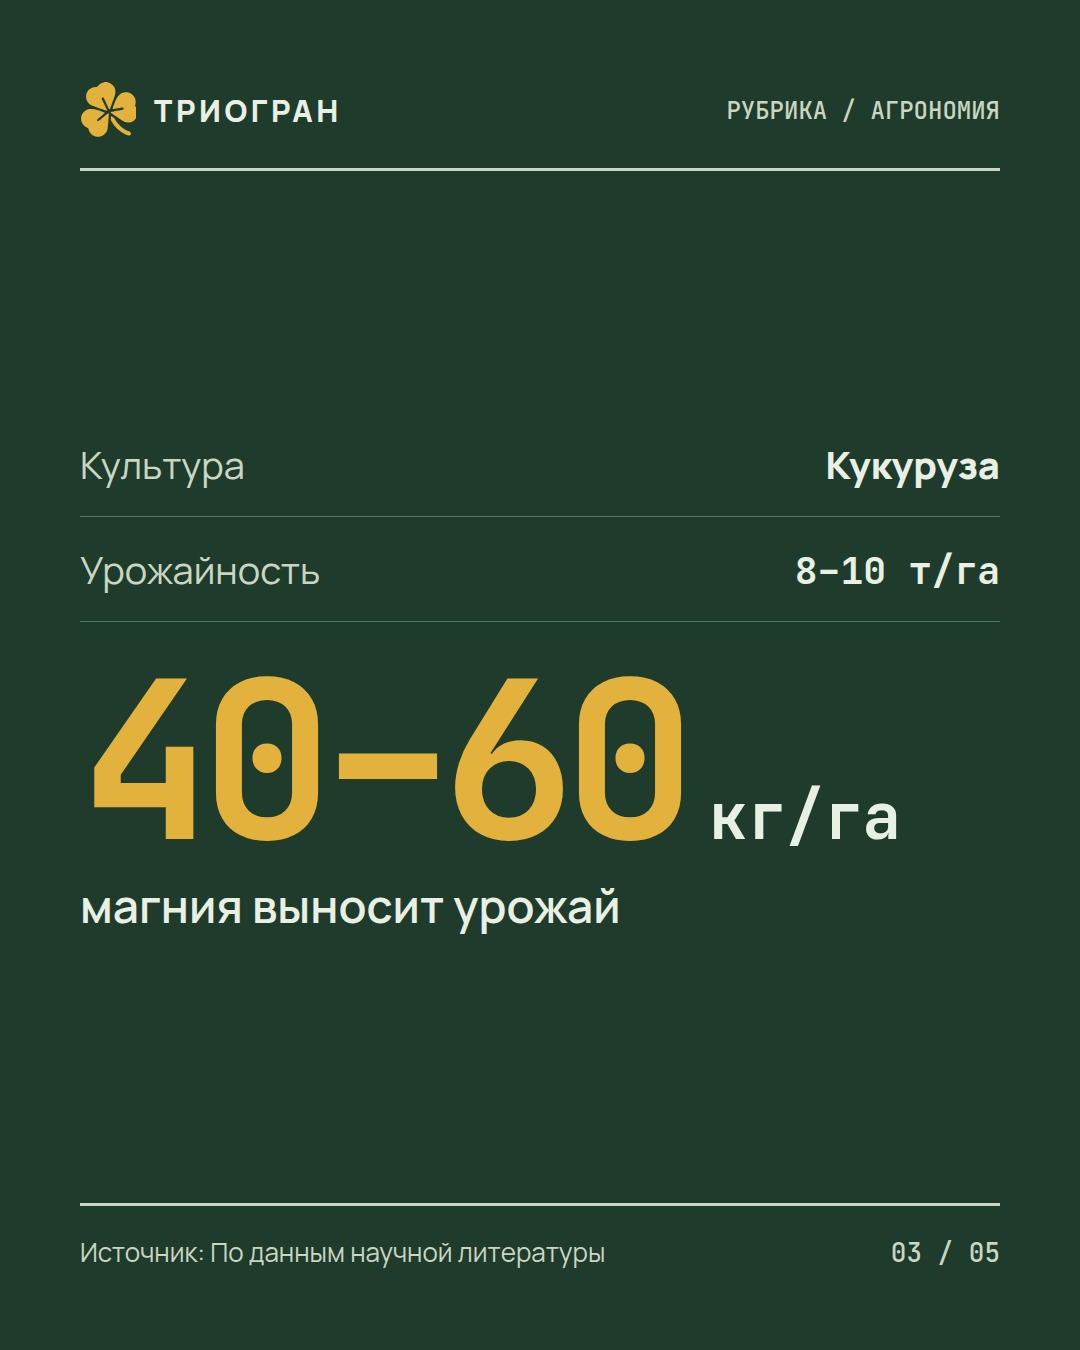 ТРИОГРАН
РУБРИКА / АГРОНОМИЯ
Культура
Кукуруза
Урожайность
8–10 т/га
40–60 кг/га
магния выносит урожай
Источник: По данным научной литературы
03 / 05